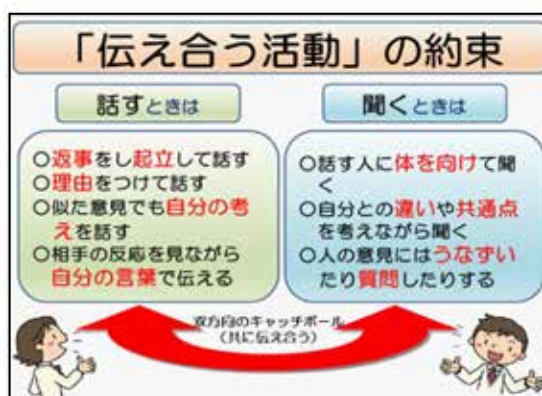 「伝え合う活動」の約束
話すときは
○返事をし起立して話す
○理由をつけて話す
○似た意見でも自分の考
えを話す
○相手の反応を見ながら
自分の言葉で伝える
聞くときは
○話す人に体を向けて聞
く
○自分との違いや共通点
を考えながら聞く
○人の意見にはうなずい
たり質問したりする
双方向のキャッチボール
(共に伝え合う)